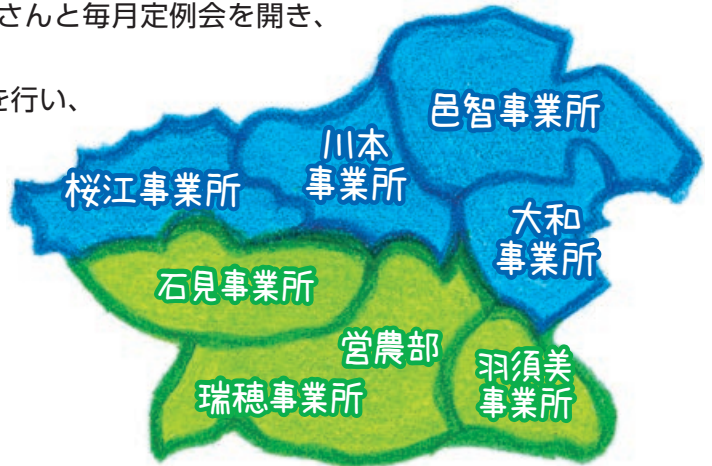 さんと毎月定例会を開き、
を行い、
邑智事業所
川本
事業所
桜江事業所
大和
事業所
石見事業所
営農部
羽須美
事業所
瑞穂事業所